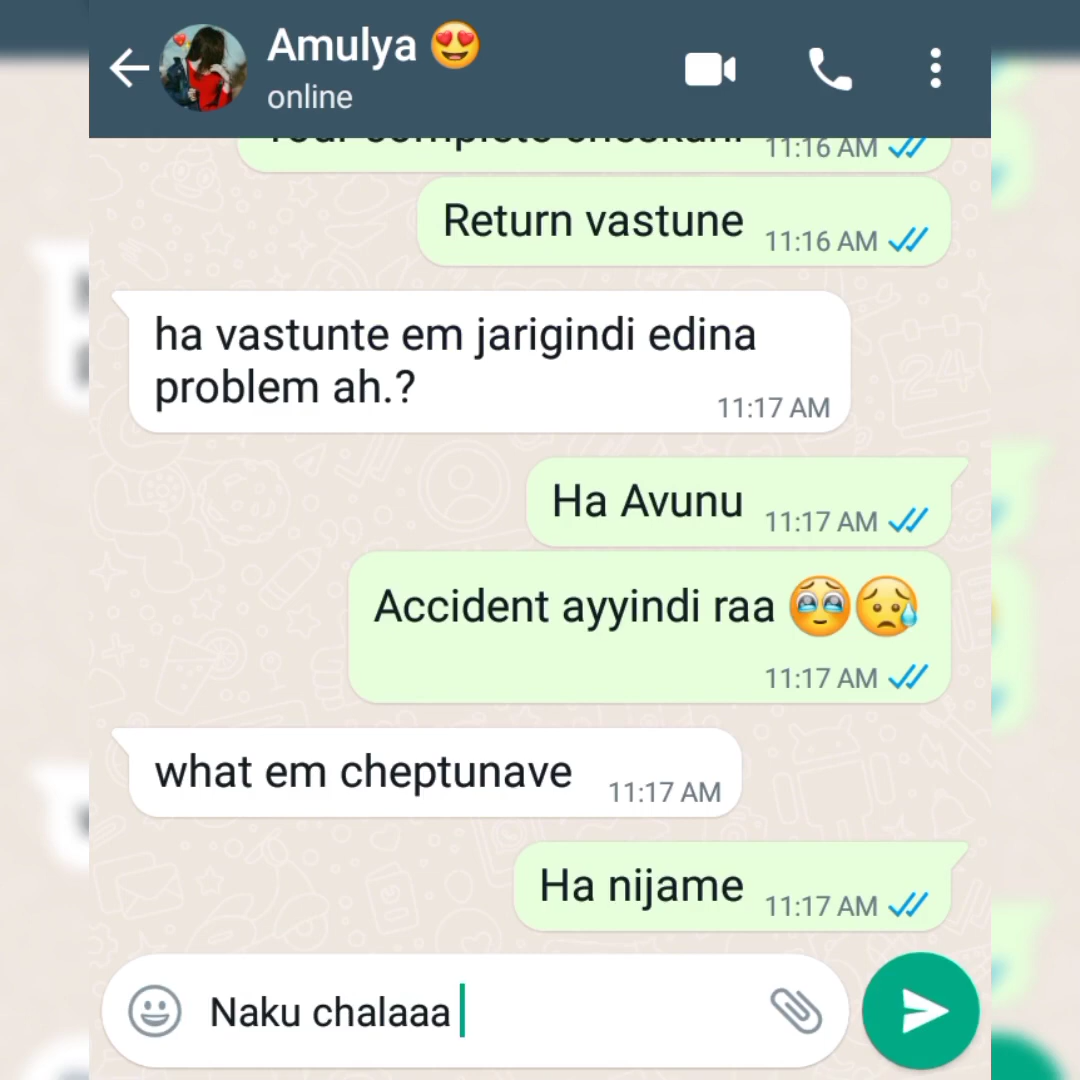 Amulya 😍
online
11:16 AM
Return vastune 11:16 AM
ha vastunte em jarigindi edina
problem ah.?
11:17 AM
Ha Avunu 11:17 AM
Accident ayyindi raa 🥹😥
11:17 AM
what em cheptunave 11:17 AM
Ha nijame 11:17 AM
Naku chalaaa